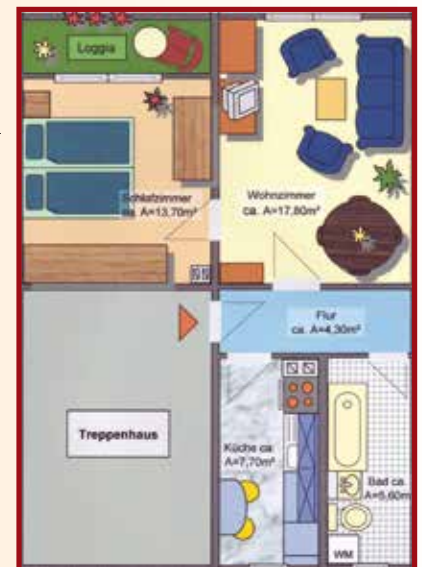 Loggia
Schlafzimmer
ca. A=13,70m²
Wohnzimmer
ca. A=17,80m²
Flur
ca. A=4,30m²
Treppenhaus
Küche ca.
A=7,70m²
Bad ca.
A=5,60m
WM